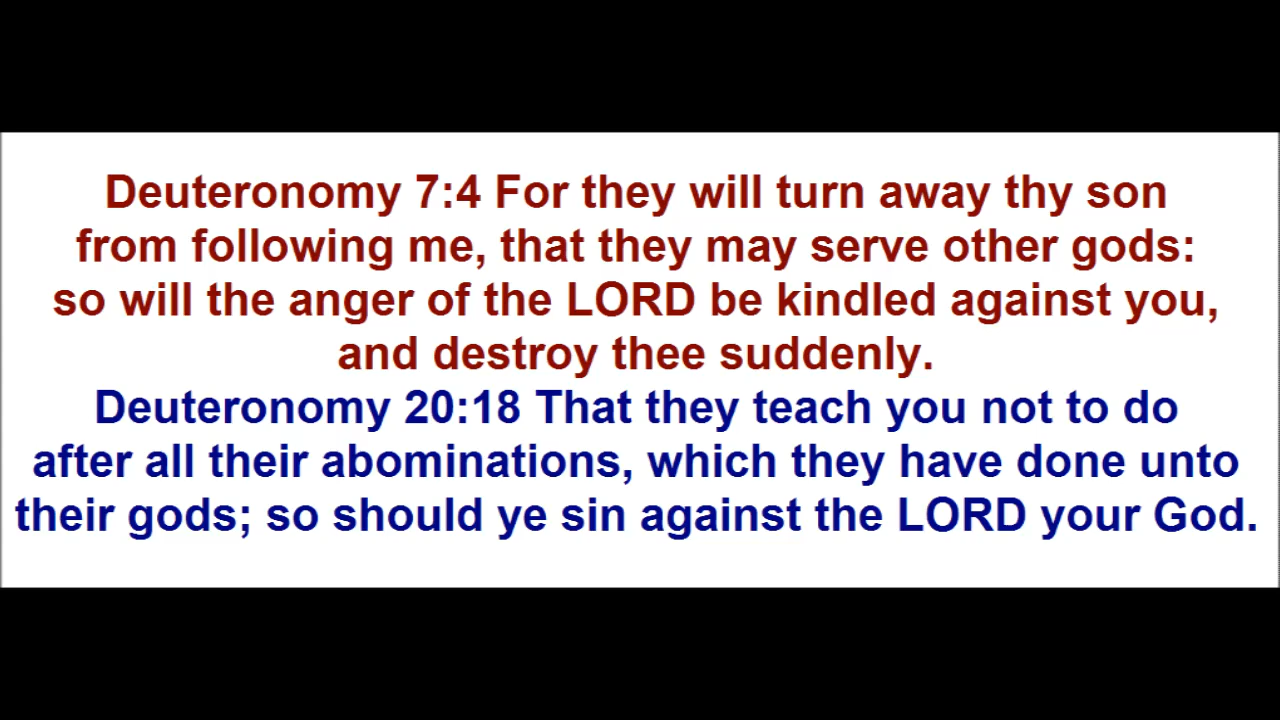 Deuteronomy 7:4 For they will turn away thy son
from following me, that they may serve other gods:
so will the anger of the LORD be kindled against you,
and destroy thee suddenly.
Deuteronomy 20:18 That they teach you not to do
after all their abominations, which they have done unto
their gods; so should ye sin against the LORD your God.